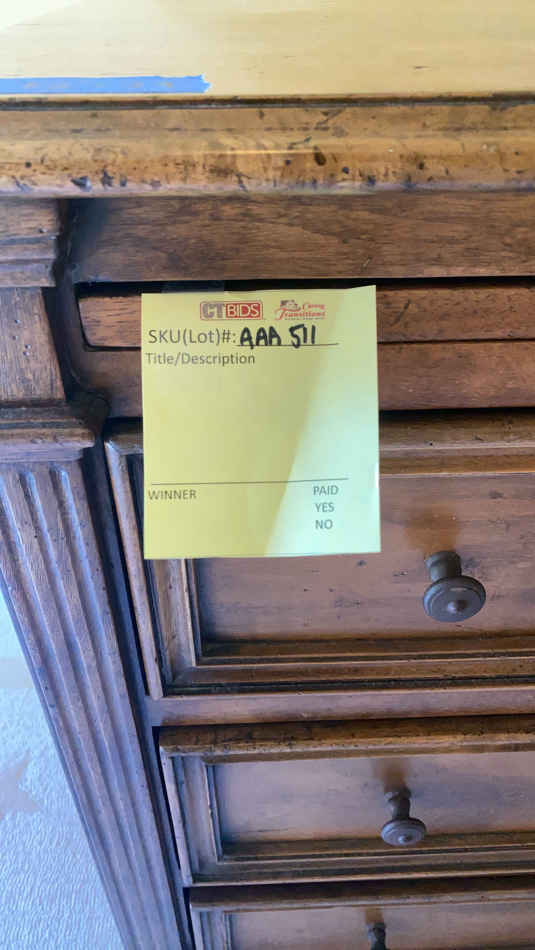 CTBIDS Caring Transitions
SKU(Lot)#: AAA 511
Title/Description
WINNER PAID
YES
NO